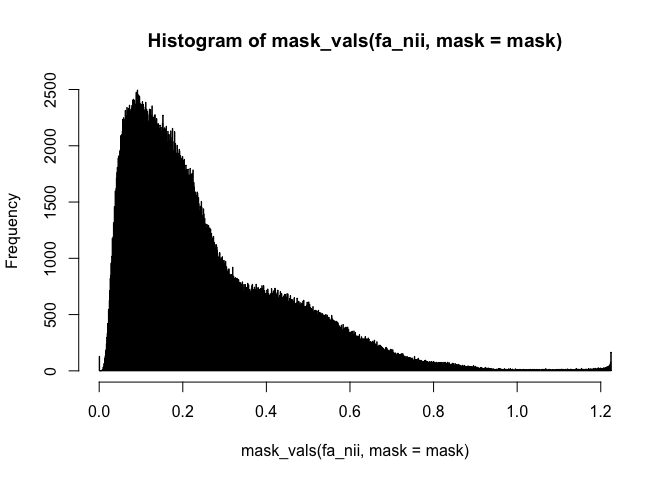 Histogram of mask_vals(fa_nii, mask = mask)
Frequency
2500
2000
1500
1000
500
0
0.0 0.2 0.4 0.6 0.8 1.0 1.2
mask_vals(fa_nii, mask = mask)